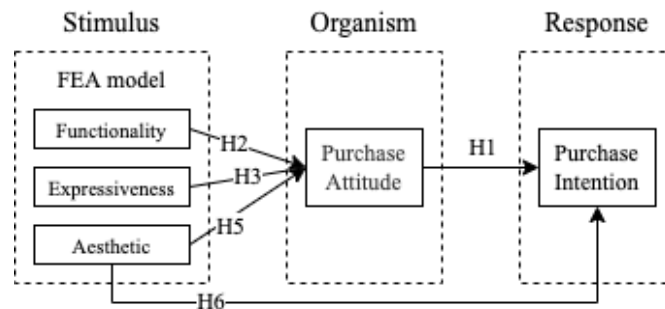 Stimulus
Organism
Response
FEA model
Functionality
H2
Expressiveness
H3
Aesthetic
H5
Purchase
Attitude
H1
Purchase
Intention
H6